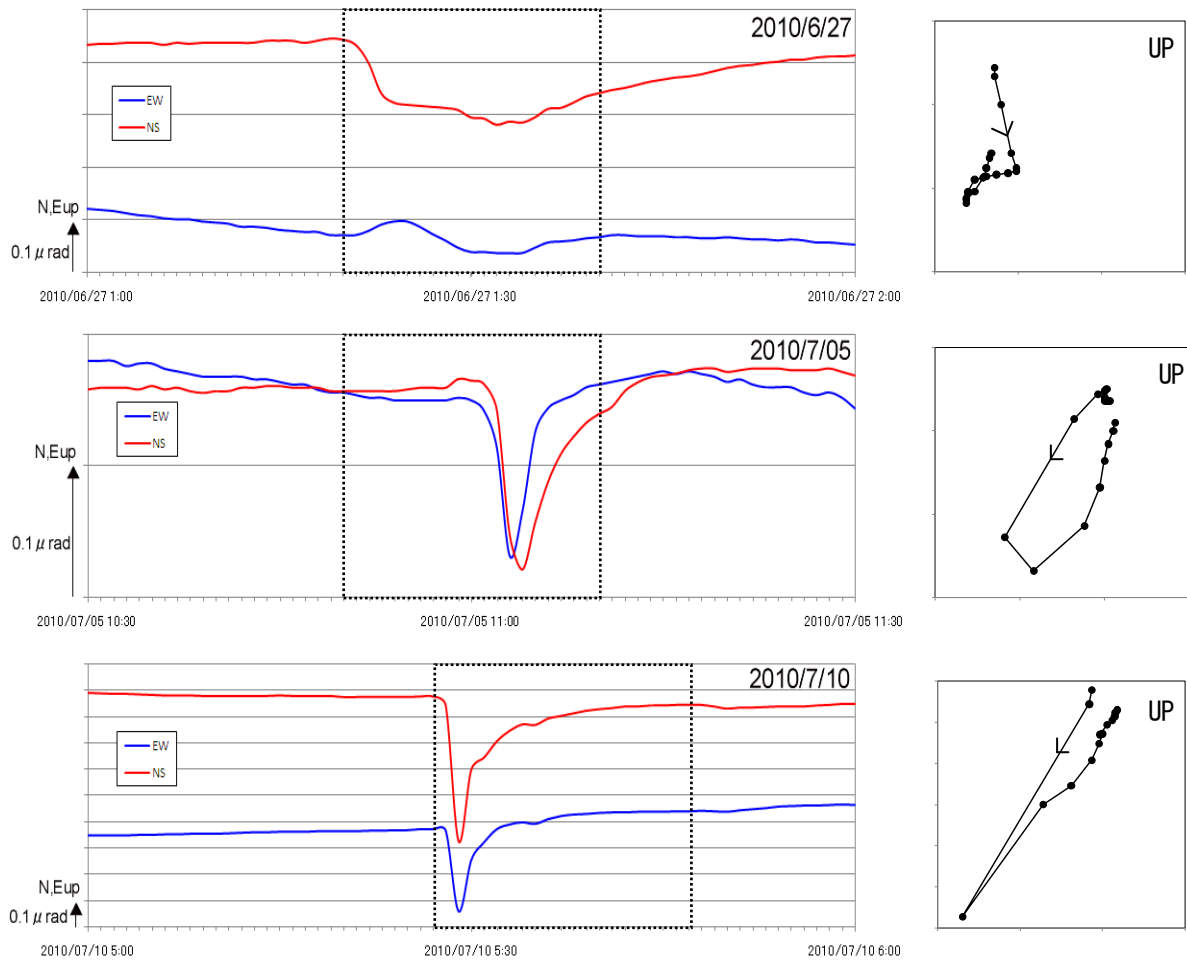 2010/6/27
UP
EW
NS
N,Eup
0.1 μ rad
2010/06/27 1:00
2010/06/27 1:30
2010/06/27 2:00
2010/7/05
UP
EW
NS
N,Eup
0.1 μ rad
2010/07/05 10:30
2010/07/05 11:00
2010/07/05 11:30
2010/7/10
UP
EW
NS
N,Eup
0.1 μ rad
2010/07/10 5:00
2010/07/10 5:30
2010/07/10 6:00